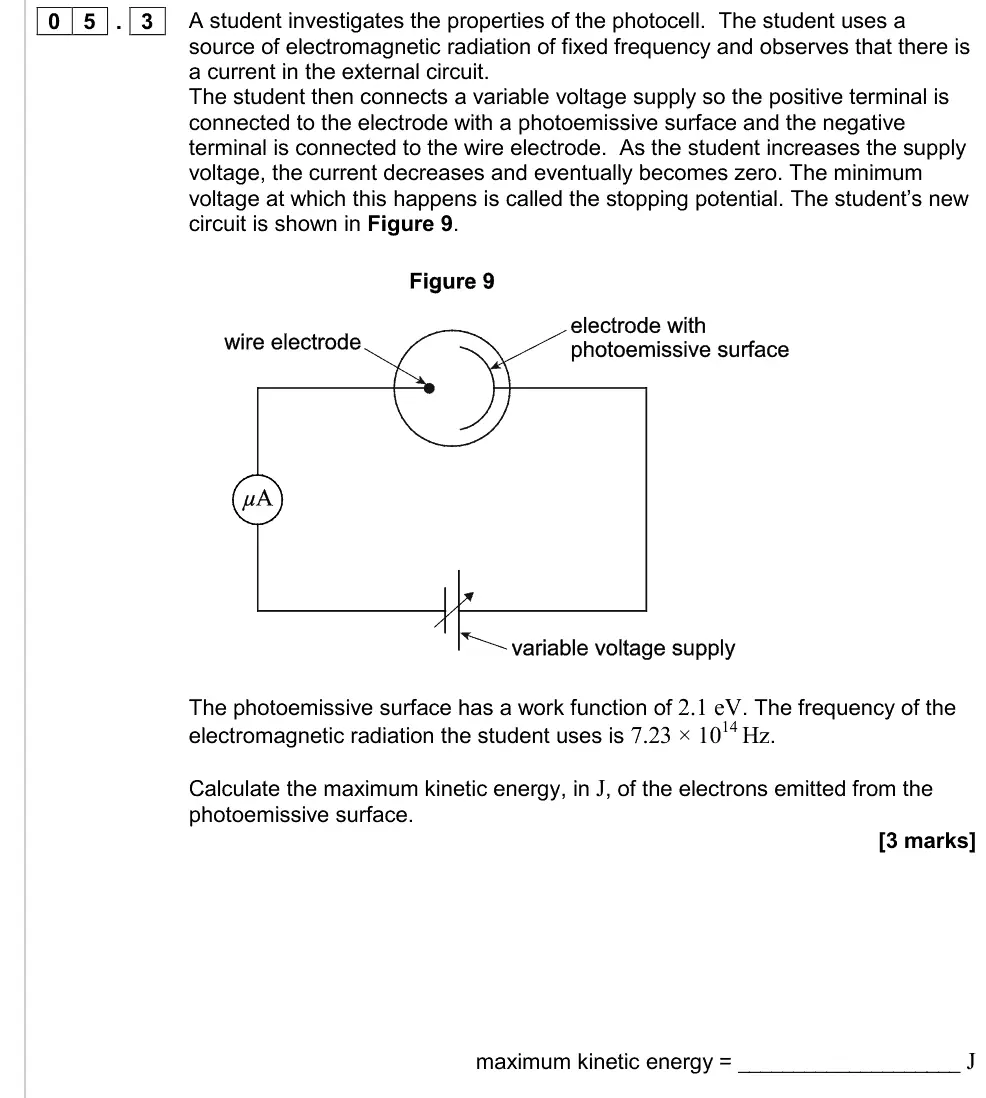 0 5 . 3 A student investigates the properties of the photocell. The student uses a
source of electromagnetic radiation of fixed frequency and observes that there is
a current in the external circuit.
The student then connects a variable voltage supply so the positive terminal is
connected to the electrode with a photoemissive surface and the negative
terminal is connected to the wire electrode. As the student increases the supply
voltage, the current decreases and eventually becomes zero. The minimum
voltage at which this happens is called the stopping potential. The student's new
circuit is shown in Figure 9.
Figure 9
wire electrode
electrode with
photoemissive surface
μA
variable voltage supply
The photoemissive surface has a work function of 2.1 eV. The frequency of the
electromagnetic radiation the student uses is 7.23 × 10¹⁴ Hz.
Calculate the maximum kinetic energy, in J, of the electrons emitted from the
photoemissive surface.
[3 marks]
maximum kinetic energy = ____________________ J